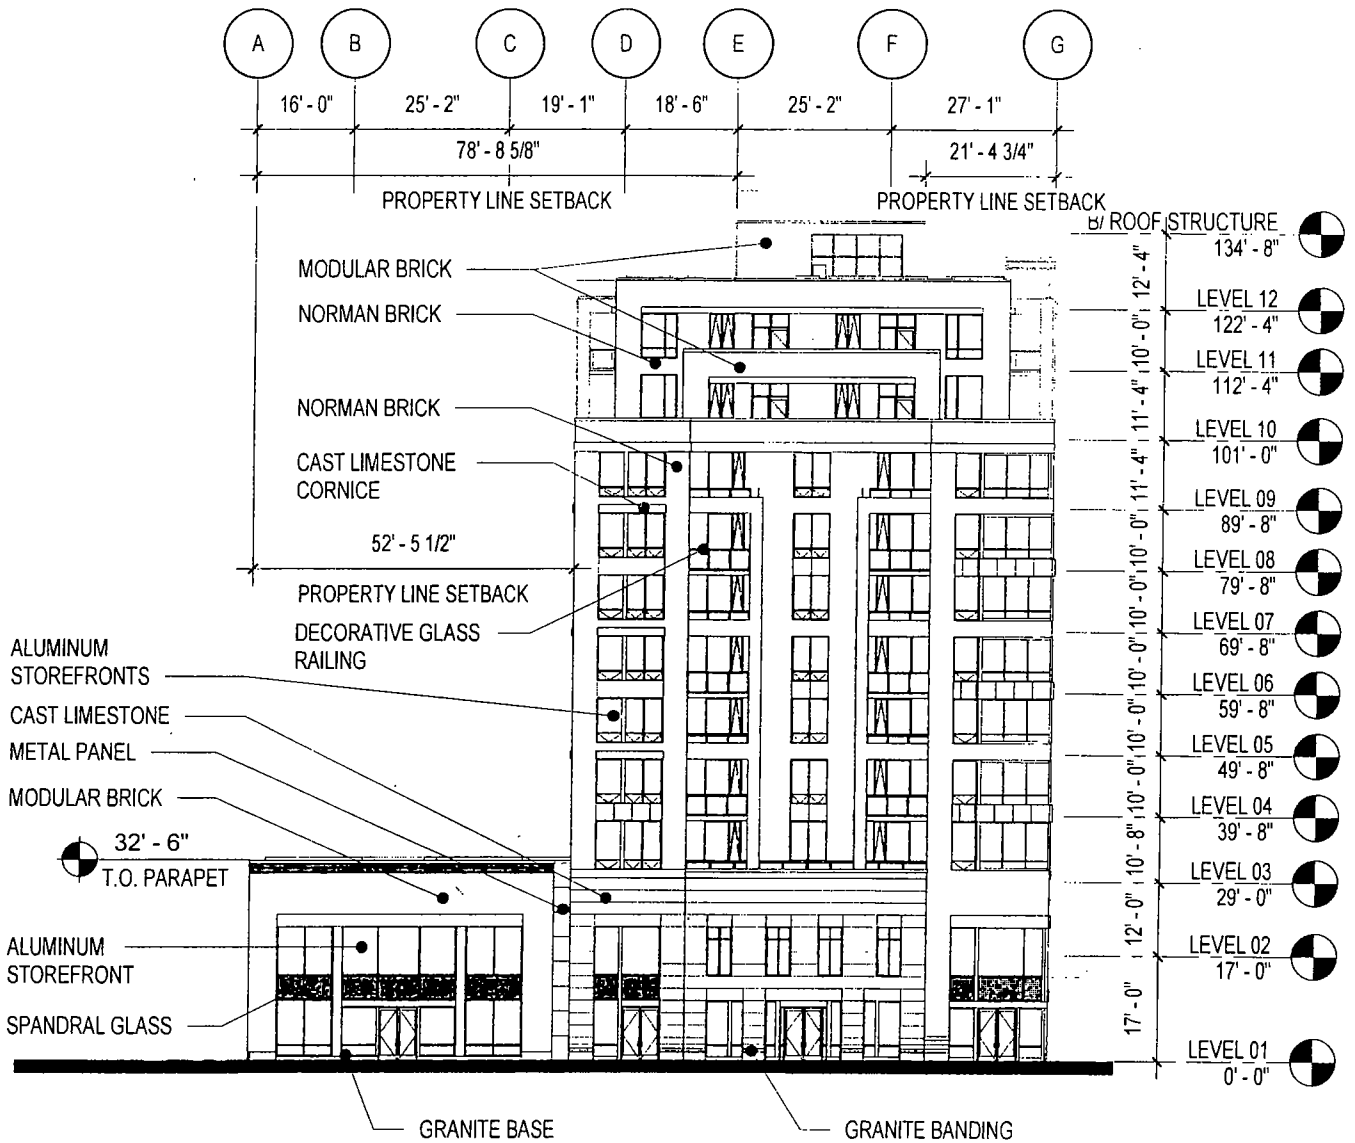 A B C D E F G
16' - 0" 25' - 2" 19' - 1" 18' - 6" 25' - 2" 27' - 1"
78' - 8 5/8" 21' - 4 3/4"
PROPERTY LINE SETBACK PROPERTY LINE SETBACK
B/ ROOF STRUCTURE
134' - 8"
12' - 4"
MODULAR BRICK
NORMAN BRICK
LEVEL 12
122' - 4"
10' - 0"
LEVEL 11
112' - 4"
11' - 4"
NORMAN BRICK
LEVEL 10
101' - 0"
11' - 4"
CAST LIMESTONE
CORNICE
LEVEL 09
89' - 8"
10' - 0"
52' - 5 1/2"
PROPERTY LINE SETBACK
LEVEL 08
79' - 8"
10' - 0"
DECORATIVE GLASS
RAILING
LEVEL 07
69' - 8"
10' - 0"
ALUMINUM
STOREFRONTS
LEVEL 06
59' - 8"
10' - 0"
CAST LIMESTONE
METAL PANEL
LEVEL 05
49' - 8"
10' - 0"
MODULAR BRICK
LEVEL 04
39' - 8"
10' - 8"
32' - 6"
T.O. PARAPET
LEVEL 03
29' - 0"
12' - 0"
ALUMINUM
STOREFRONT
LEVEL 02
17' - 0"
17' - 0"
SPANDRAL GLASS
LEVEL 01
0' - 0"
GRANITE BASE
GRANITE BANDING